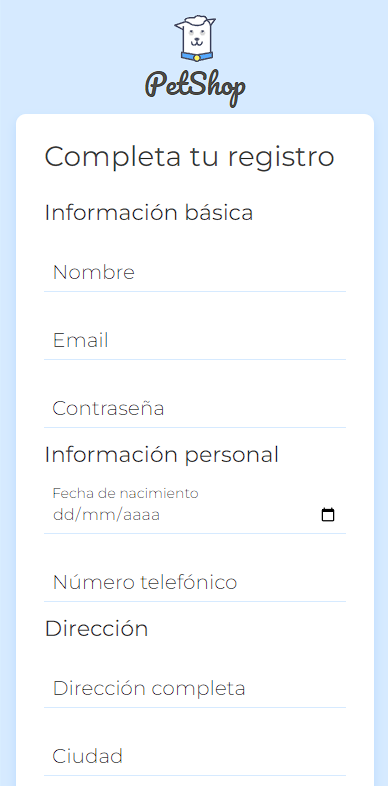 PetShop
Completa tu registro
Información básica
Nombre
Email
Contraseña
Información personal
Fecha de nacimiento
dd/mm/aaaa
Número telefónico
Dirección
Dirección completa
Ciudad